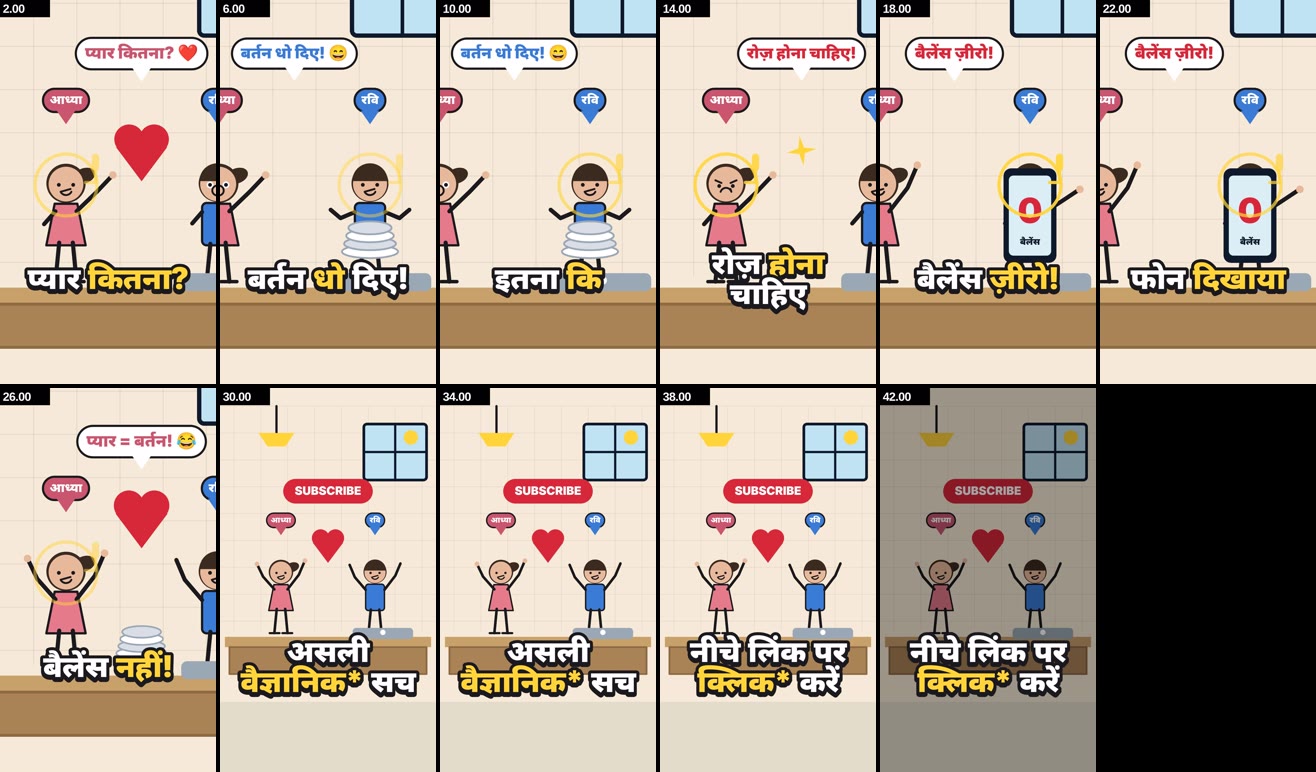 2.00
प्यार कितना? ❤️
आध्या
प्यार कितना?
6.00
बर्तन धो दिए! 😄
रवि
बर्तन धो दिए!
10.00
बर्तन धो दिए! 😄
रवि
इतना कि
14.00
रोज़ होना चाहिए!
आध्या
रोज़ होना
चाहिए
18.00
बैलेंस ज़ीरो!
रवि
0
बैलेंस
बैलेंस ज़ीरो!
22.00
बैलेंस ज़ीरो!
रवि
0
बैलेंस
फोन दिखाया
26.00
प्यार = बर्तन! 😂
आध्या
बैलेंस नहीं!
30.00
SUBSCRIBE
आध्या
रवि
असली
वैज्ञानिक* सच
34.00
SUBSCRIBE
आध्या
रवि
असली
वैज्ञानिक* सच
38.00
SUBSCRIBE
आध्या
रवि
नीचे लिंक पर
क्लिक* करें
42.00
SUBSCRIBE
आध्या
रवि
नीचे लिंक पर
क्लिक* करें